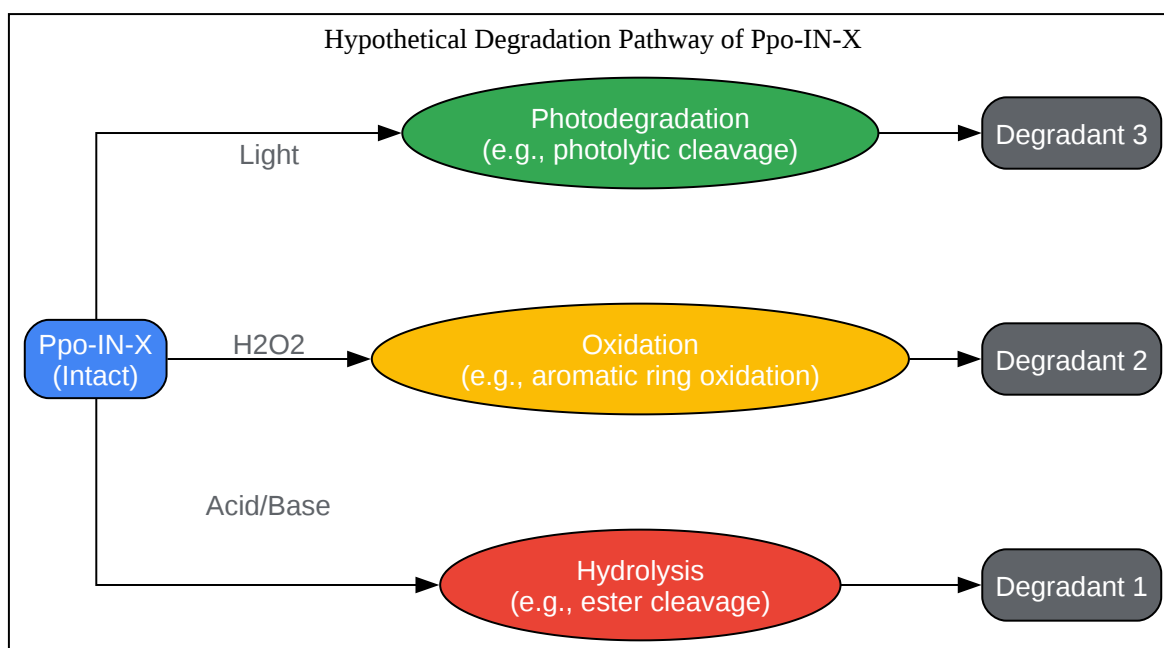 Hypothetical Degradation Pathway of Ppo-IN-X
Photodegradation
(e.g., photolytic cleavage)
Degradant 3
Light
Ppo-IN-X
(Intact)
H2O2
Oxidation
(e.g., aromatic ring oxidation)
Degradant 2
Acid/Base
Hydrolysis
(e.g., ester cleavage)
Degradant 1